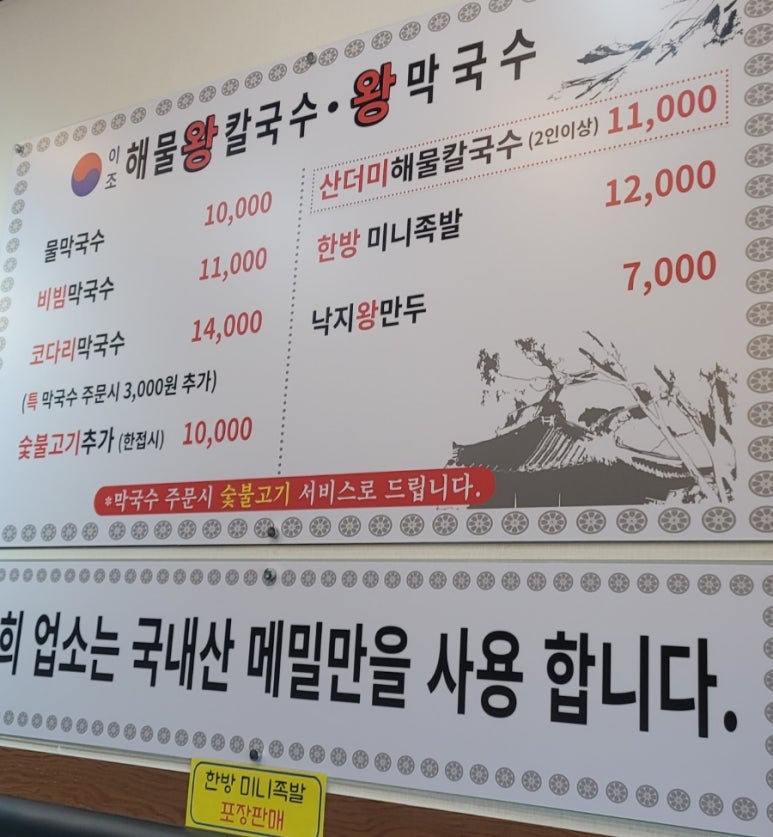 이조 해물왕칼국수·왕막국수
물막국수 10,000
비빔막국수 11,000
코다리막국수 14,000
(특 막국수 주문시 3,000원 추가)
숯불고기추가 (한접시) 10,000
산더미해물칼국수 (2인이상) 11,000
한방 미니족발 12,000
낙지왕만두 7,000
*막국수 주문시 숯불고기 서비스로 드립니다.
희 업소는 국내산 메밀만을 사용 합니다.
한방 미니족발
포장판매